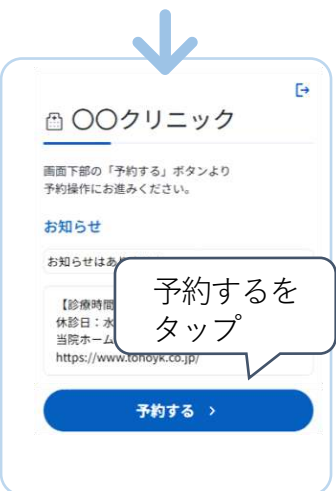 〇〇クリニック
画面下部の「予約する」ボタンより
予約操作にお進みください。
お知らせ
お知らせはあ
予約するを
タップ
【診療時間
休診日：水
当院ホーム
https://www.tohoyk.co.jp/
予約する